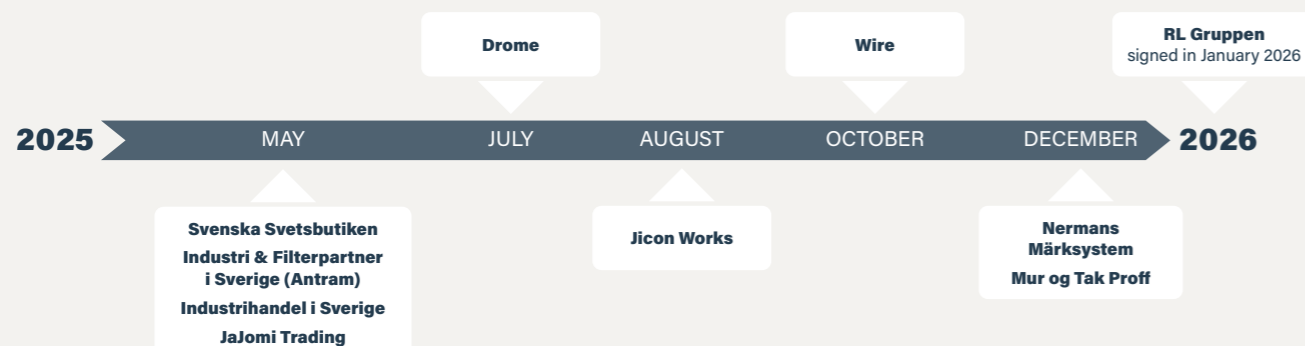 Drome
Wire
RL Gruppen
signed in January 2026
2025
MAY
JULY
AUGUST
OCTOBER
DECEMBER
2026
Svenska Svetsbutiken
Industri & Filterpartner
i Sverige (Antram)
Industrihandel i Sverige
JaJomi Trading
Jicon Works
Nermans
Märksystem
Mur og Tak Proff